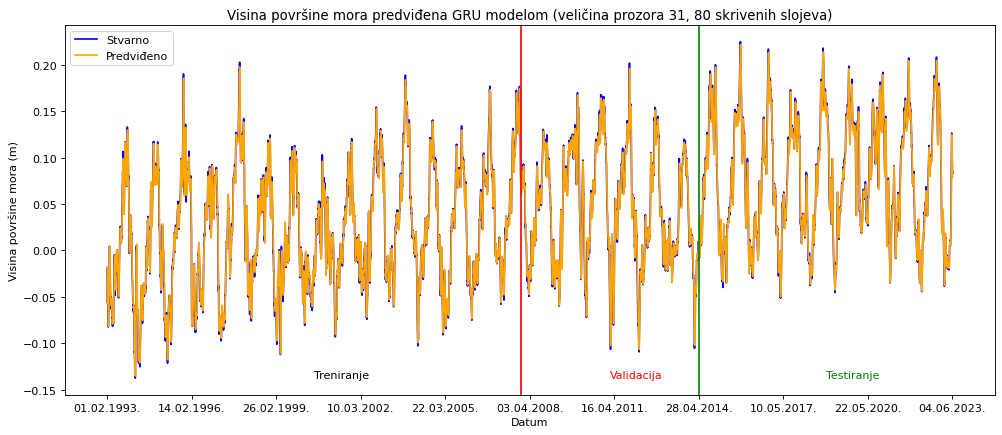 Visina površine mora predviđena GRU modelom (veličina prozora 31, 80 skrivenih slojeva)
Stvarno
Predviđeno
0.20
0.15
0.10
0.05
0.00
−0.05
−0.10
−0.15
Visina površine mora (m)
Treniranje
Validacija
Testiranje
01.02.1993. 14.02.1996. 26.02.1999. 10.03.2002. 22.03.2005. 03.04.2008. 16.04.2011. 28.04.2014. 10.05.2017. 22.05.2020. 04.06.2023.
Datum